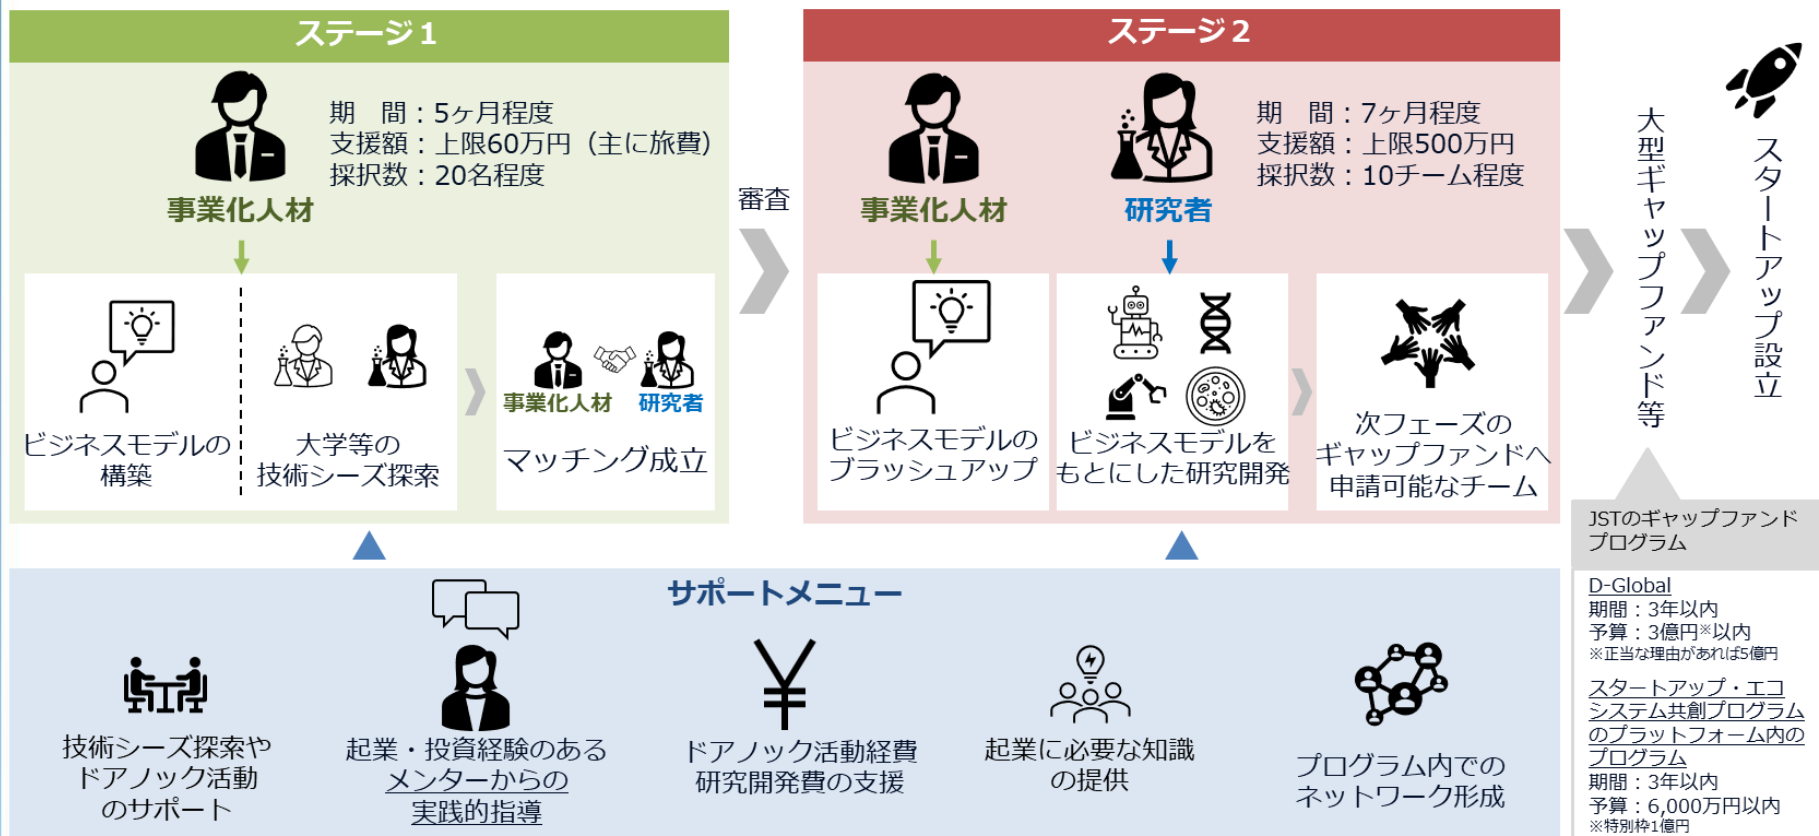 ステージ１
期　間：5ヶ月程度
支援額：上限60万円（主に旅費）
採択数：20名程度
事業化人材
ビジネスモデルの
構築
大学等の
技術シーズ探索
事業化人材
研究者
マッチング成立
審査
ステージ２
期　間：7ヶ月程度
支援額：上限500万円
採択数：10チーム程度
事業化人材
研究者
ビジネスモデルの
ブラッシュアップ
ビジネスモデルを
もとにした研究開発
次フェーズの
ギャップファンドへ
申請可能なチーム
大型ギャップファンド等
スタートアップ設立
サポートメニュー
技術シーズ探索や
ドアノック活動
のサポート
起業・投資経験のある
メンターからの
実践的指導
ドアノック活動経費
研究開発費の支援
起業に必要な知識
の提供
プログラム内での
ネットワーク形成
JSTのギャップファンド
プログラム
D-Global
期間：3年以内
予算：3億円※以内
※正当な理由があれば5億円
スタートアップ・エコ
システム共創プログラム
のプラットフォーム内の
プログラム
期間：3年以内
予算：6,000万円以内
※特別枠1億円